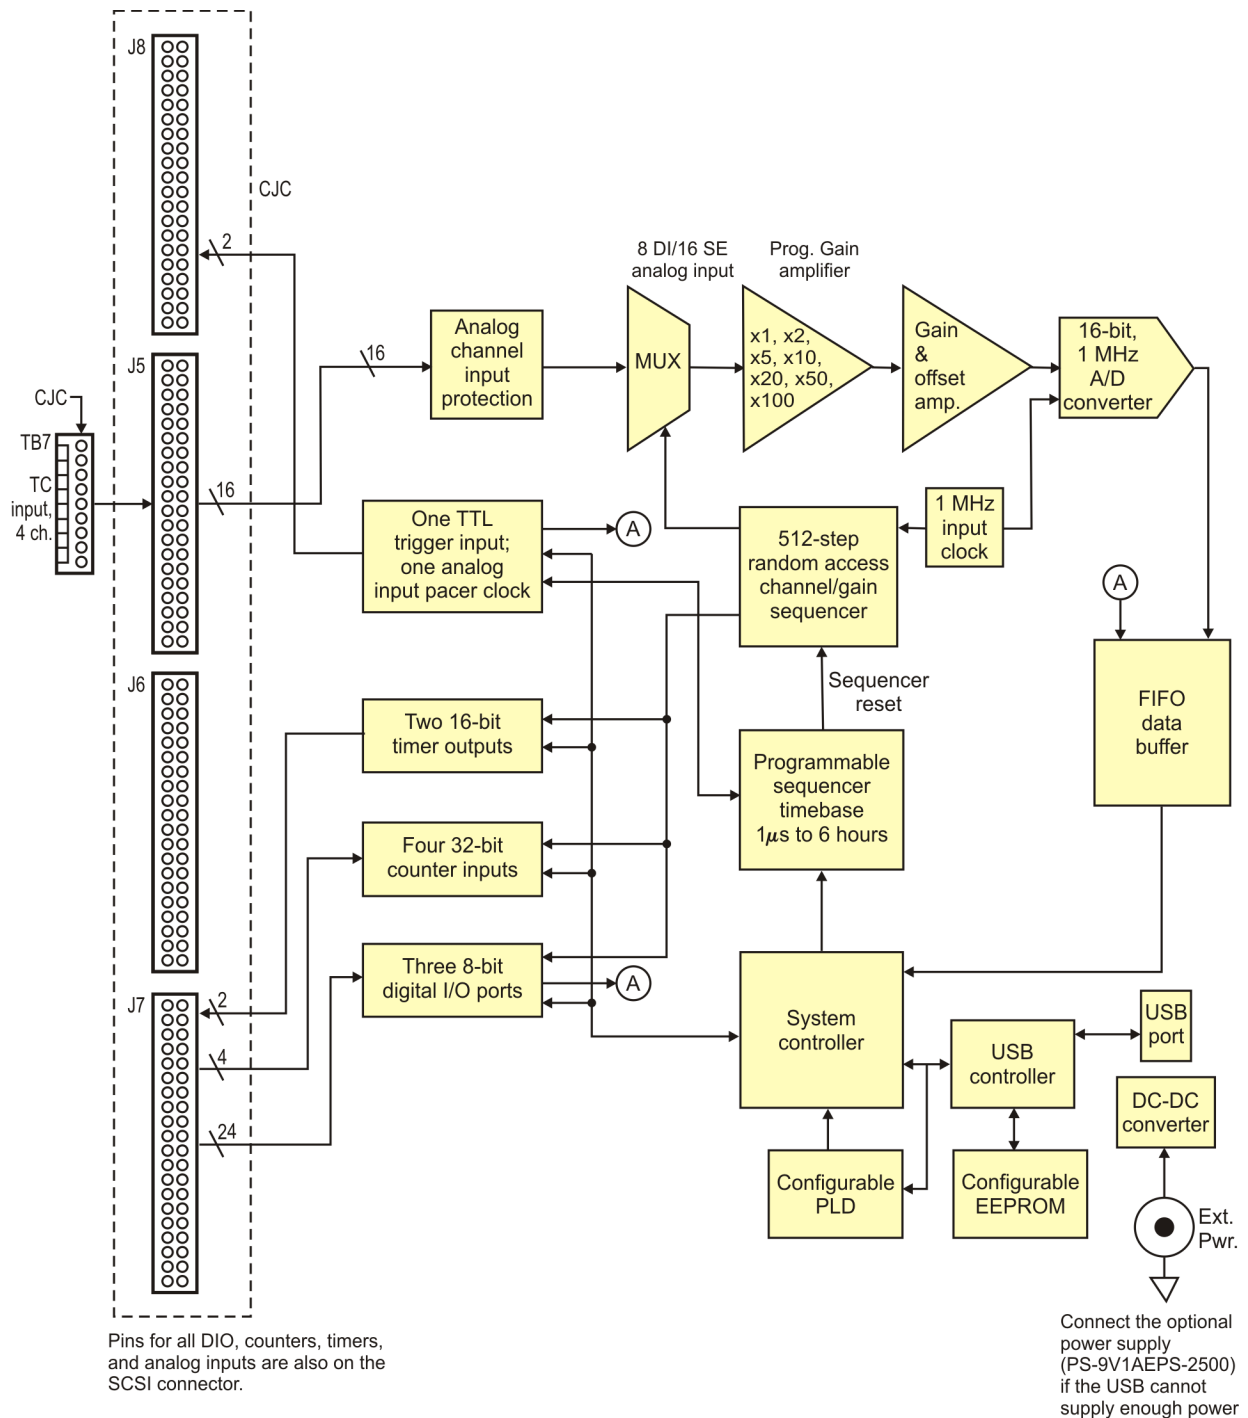 J8
CJC
2
8 DI/16 SE
analog input
Prog. Gain
amplifier
J5
16
Analog
channel
input
protection
MUX
x1, x2,
x5, x10,
x20, x50,
x100
Gain
&
offset
amp.
16-bit,
1 MHz
A/D
converter
CJC
TB7
TC
input,
4 ch.
16
One TTL
trigger input;
one analog
input pacer clock
A
512-step
random access
channel/gain
sequencer
1 MHz
input
clock
A
J6
Sequencer
reset
FIFO
data
buffer
Two 16-bit
timer outputs
Programmable
sequencer
timebase
1µs to 6 hours
Four 32-bit
counter inputs
Three 8-bit
digital I/O ports
A
J7
2
4
24
System
controller
USB
controller
USB
port
DC-DC
converter
Configurable
PLD
Configurable
EEPROM
Ext.
Pwr.
Pins for all DIO, counters, timers,
and analog inputs are also on the
SCSI connector.
Connect the optional
power supply
(PS-9V1AEPS-2500)
if the USB cannot
supply enough power